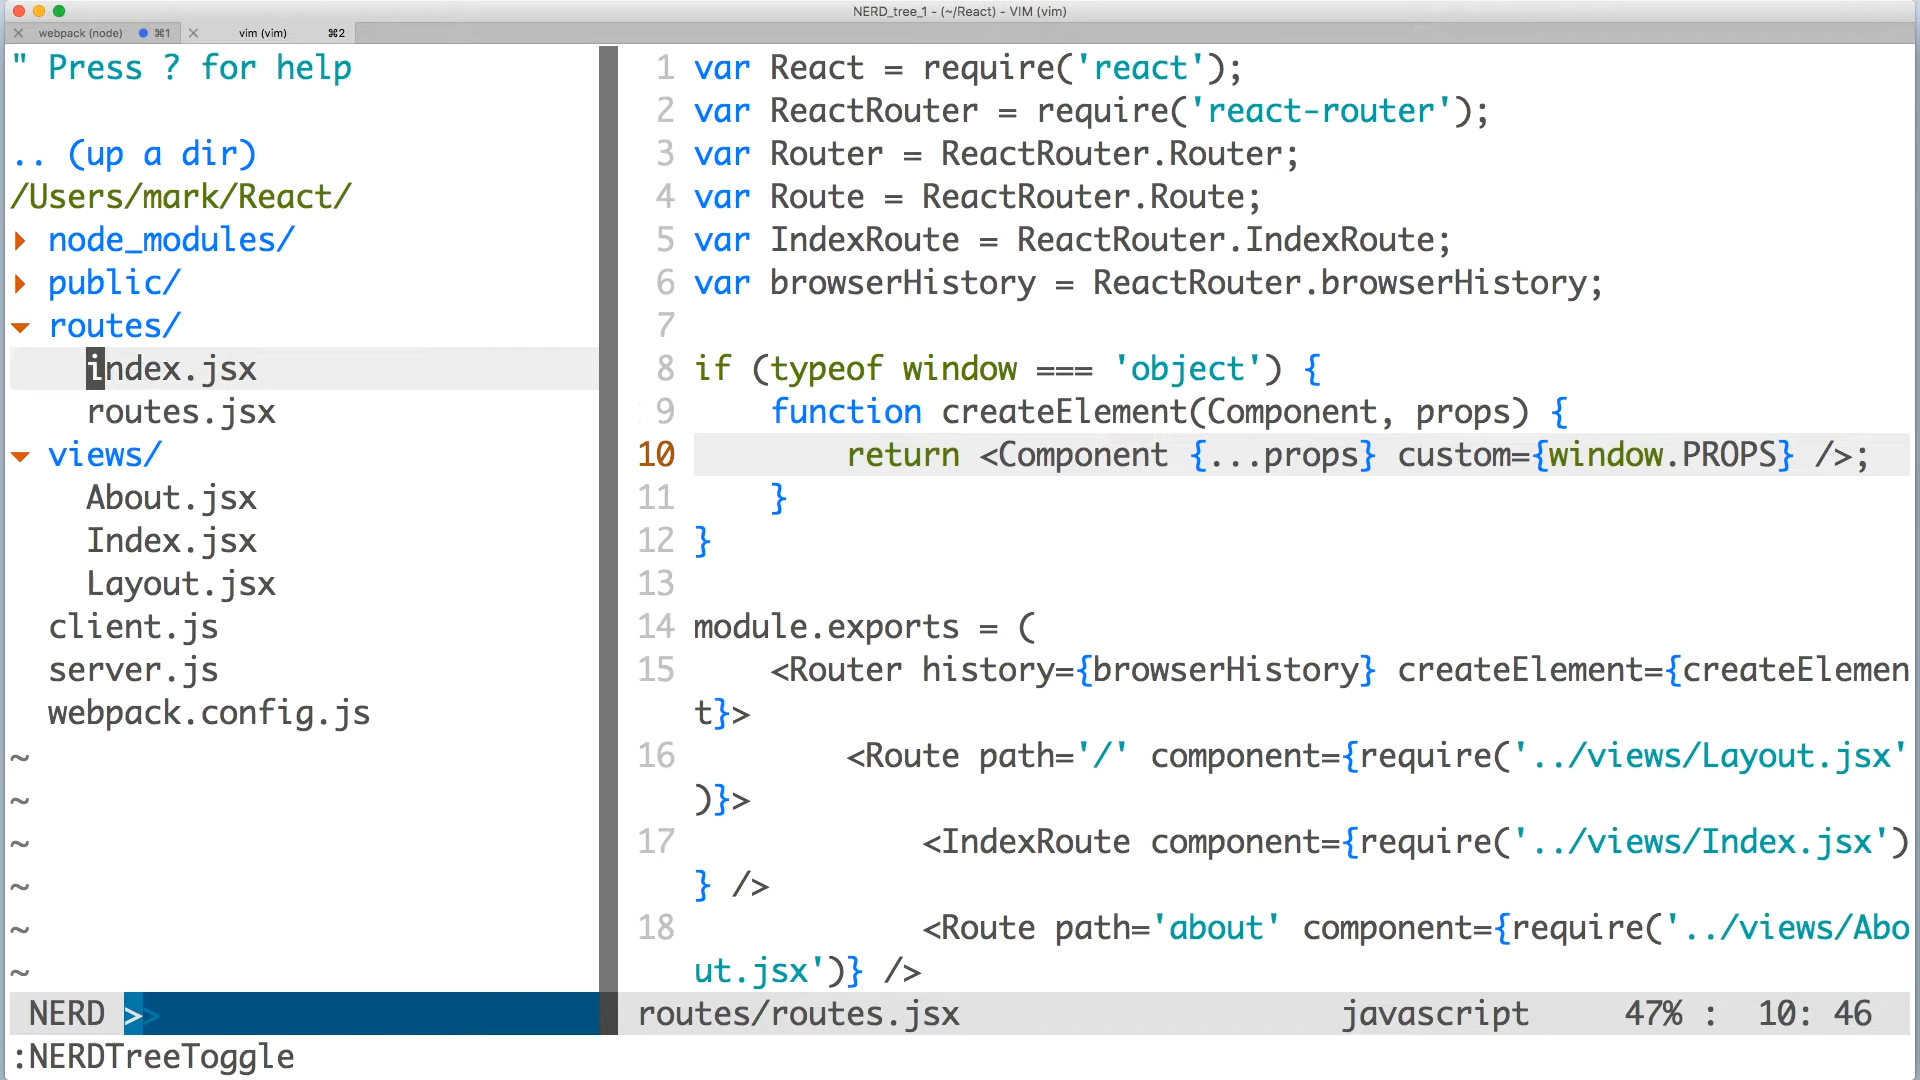 NERD_tree_1 - (~/React) - VIM (vim)
webpack (node) ⌘1
vim (vim) ⌘2
" Press ? for help
.. (up a dir)
/Users/mark/React/
node_modules/
public/
routes/
index.jsx
routes.jsx
views/
About.jsx
Index.jsx
Layout.jsx
client.js
server.js
webpack.config.js
~
~
~
~
~
~
NERD >>
:NERDTreeToggle
1 var React = require('react');
2 var ReactRouter = require('react-router');
3 var Router = ReactRouter.Router;
4 var Route = ReactRouter.Route;
5 var IndexRoute = ReactRouter.IndexRoute;
6 var browserHistory = ReactRouter.browserHistory;
7
8 if (typeof window === 'object') {
9 function createElement(Component, props) {
10 return <Component {...props} custom={window.PROPS} />;
11 }
12 }
13
14 module.exports = (
15 <Router history={browserHistory} createElement={createElemen
t}>
16 <Route path='/' component={require('../views/Layout.jsx'
)}>
17 <IndexRoute component={require('../views/Index.jsx')
} />
18 <Route path='about' component={require('../views/Abo
ut.jsx')} />
routes/routes.jsx javascript 47% : 10: 46